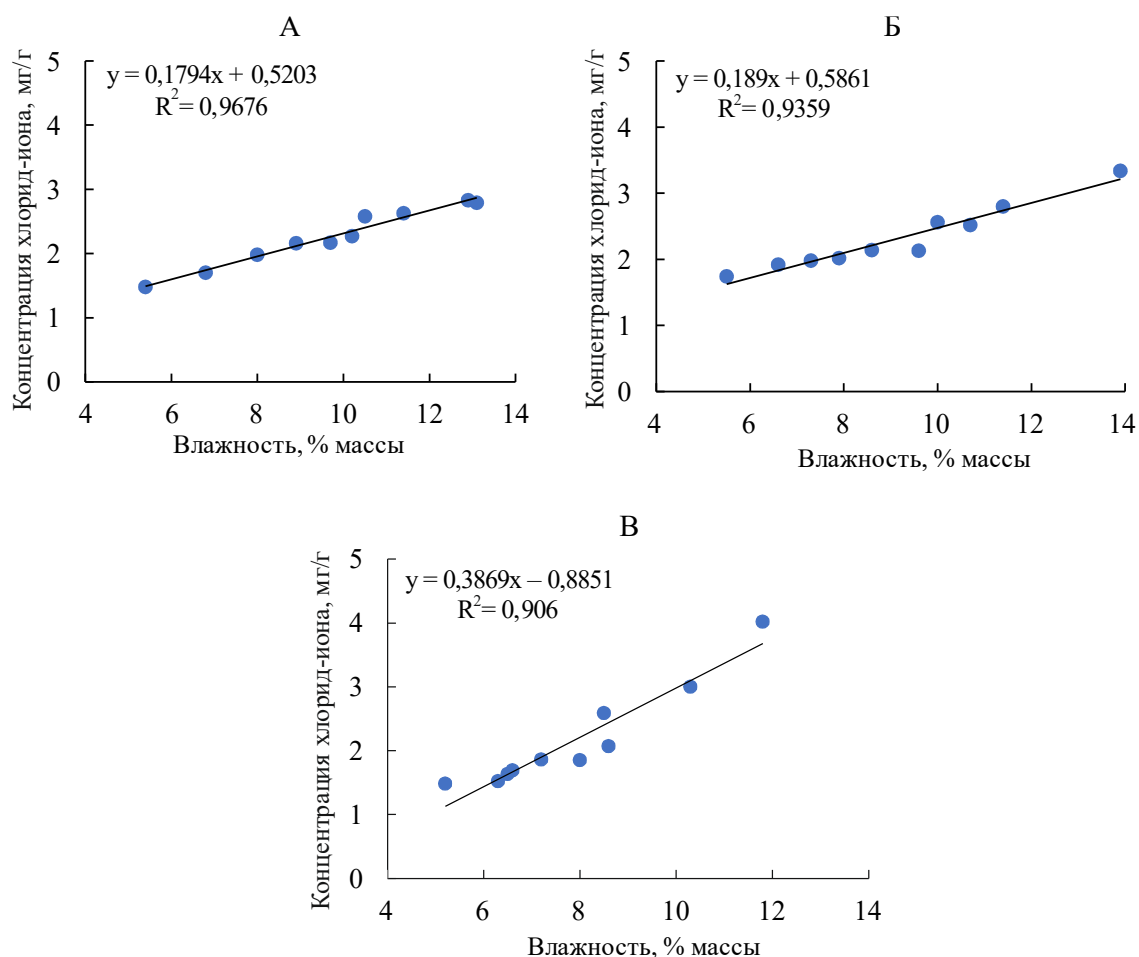 А
Концентрация хлорид-иона, мг/г
y = 0,1794x + 0,5203
R²= 0,9676
5
4
3
2
1
0
4 6 8 10 12 14
Влажность, % массы
Б
Концентрация хлорид-иона, мг/г
y = 0,189x + 0,5861
R²= 0,9359
5
4
3
2
1
0
4 6 8 10 12 14
Влажность, % массы
В
Концентрация хлорид-иона, мг/г
y = 0,3869x – 0,8851
R²= 0,906
5
4
3
2
1
0
4 6 8 10 12 14
Влажность, % массы